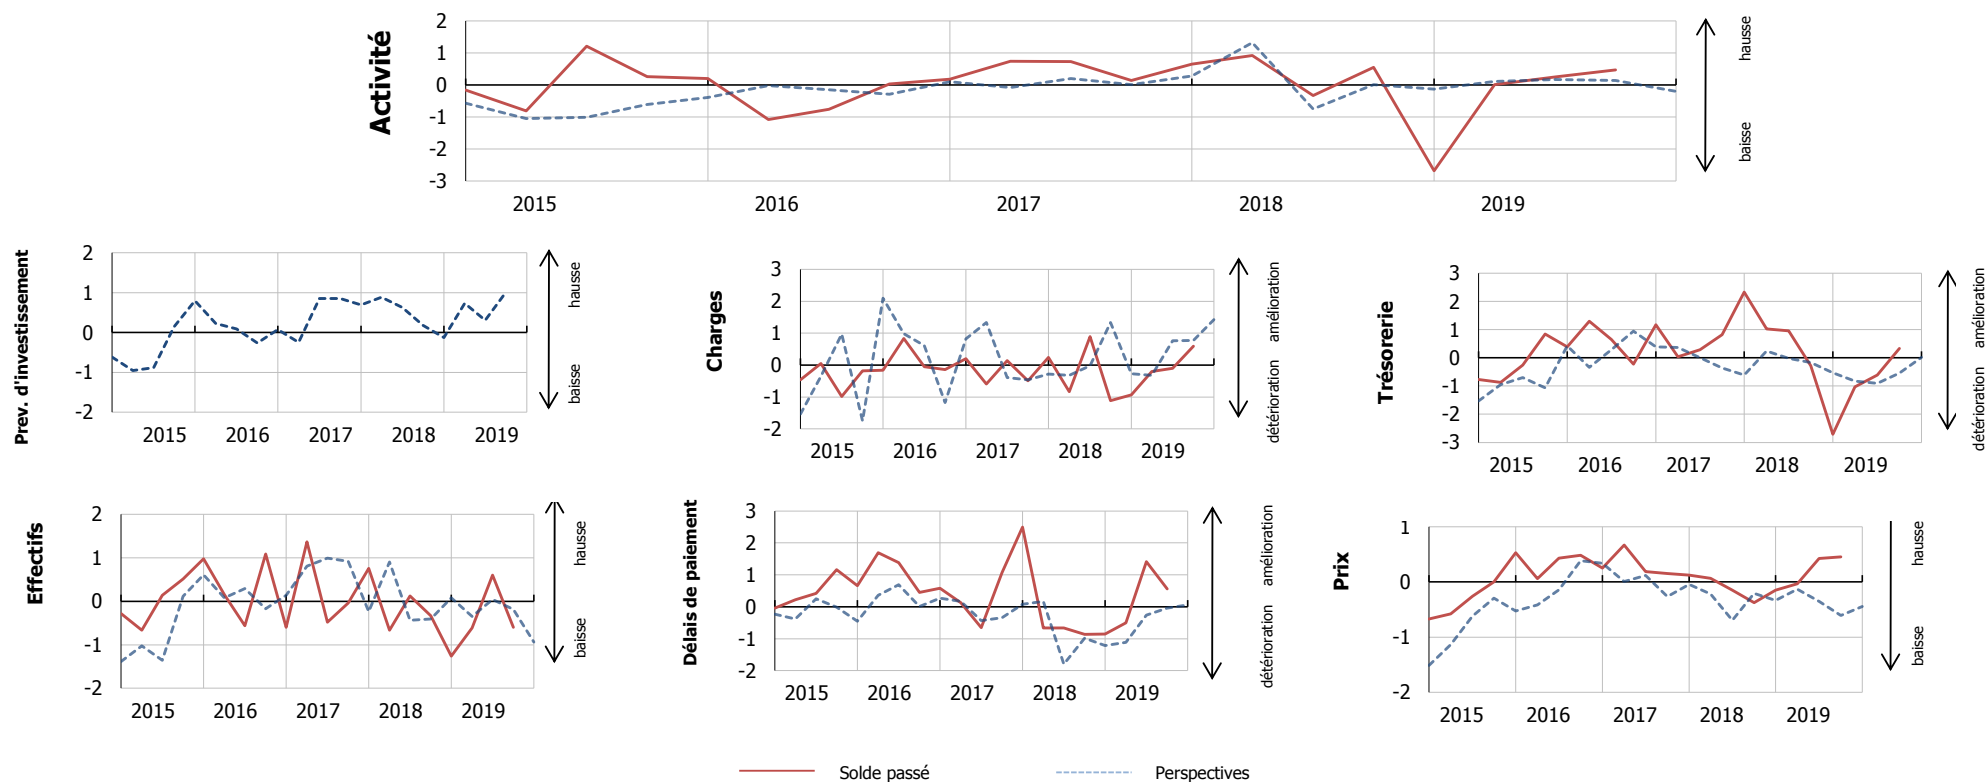 Activité
2
1
0
-1
-2
-3
2015 2016 2017 2018 2019
hausse
baisse
Prev. d'investissement
2
1
0
-1
-2
2015 2016 2017 2018 2019
hausse
baisse
Charges
3
2
1
0
-1
-2
2015 2016 2017 2018 2019
amélioration
détérioration
Trésorerie
3
2
1
0
-1
-2
-3
2015 2016 2017 2018 2019
amélioration
détérioration
Effectifs
2
1
0
-1
-2
2015 2016 2017 2018 2019
hausse
baisse
Délais de paiement
3
2
1
0
-1
-2
2015 2016 2017 2018 2019
amélioration
détérioration
Prix
1
0
-1
-2
2015 2016 2017 2018 2019
hausse
baisse
Solde passé Perspectives